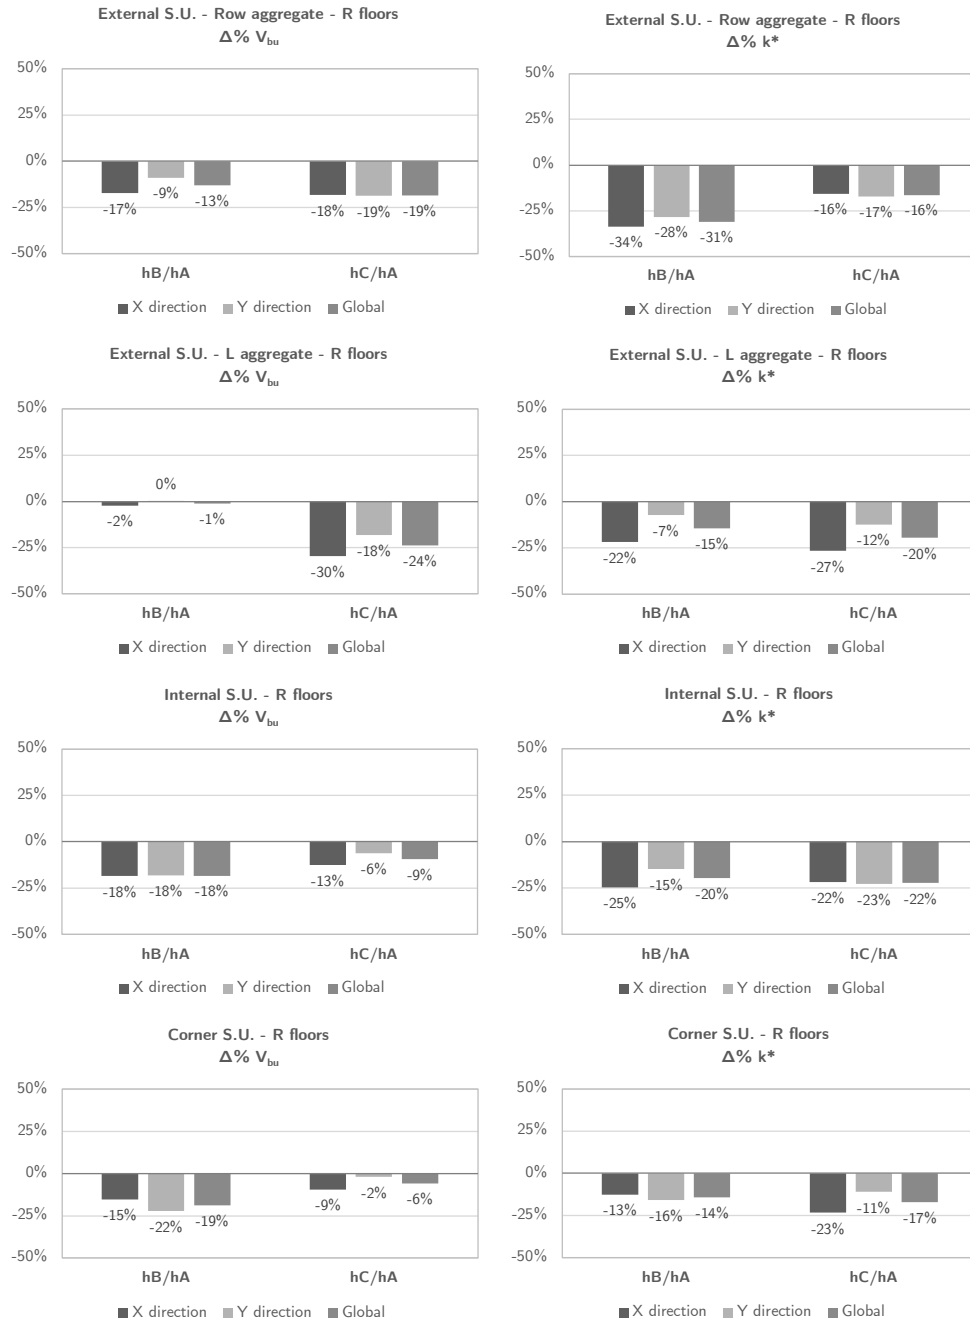 External S.U. - Row aggregate - R floors
Δ% Vbu
50%
25%
0%
-25%
-50%
-17%
-9%
-13%
-18%
-19%
-19%
hB/hA
hC/hA
X direction
Y direction
Global
External S.U. - Row aggregate - R floors
Δ% k*
50%
25%
0%
-25%
-50%
-34%
-28%
-31%
-16%
-17%
-16%
hB/hA
hC/hA
X direction
Y direction
Global
External S.U. - L aggregate - R floors
Δ% Vbu
50%
25%
0%
-25%
-50%
-2%
0%
-1%
-30%
-18%
-24%
hB/hA
hC/hA
X direction
Y direction
Global
External S.U. - L aggregate - R floors
Δ% k*
50%
25%
0%
-25%
-50%
-22%
-7%
-15%
-27%
-12%
-20%
hB/hA
hC/hA
X direction
Y direction
Global
Internal S.U. - R floors
Δ% Vbu
50%
25%
0%
-25%
-50%
-18%
-18%
-18%
-13%
-6%
-9%
hB/hA
hC/hA
X direction
Y direction
Global
Internal S.U. - R floors
Δ% k*
50%
25%
0%
-25%
-50%
-25%
-15%
-20%
-22%
-23%
-22%
hB/hA
hC/hA
X direction
Y direction
Global
Corner S.U. - R floors
Δ% Vbu
50%
25%
0%
-25%
-50%
-15%
-22%
-19%
-9%
-2%
-6%
hB/hA
hC/hA
X direction
Y direction
Global
Corner S.U. - R floors
Δ% k*
50%
25%
0%
-25%
-50%
-13%
-16%
-14%
-23%
-11%
-17%
hB/hA
hC/hA
X direction
Y direction
Global